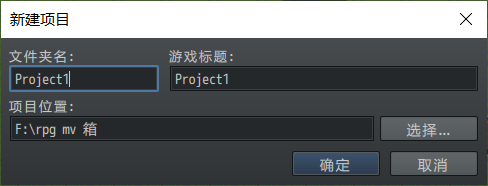 新建项目
文件夹名: 游戏标题:
Project1 Project1
项目位置:
F:\rpg mv 箱 选择...
确定 取消